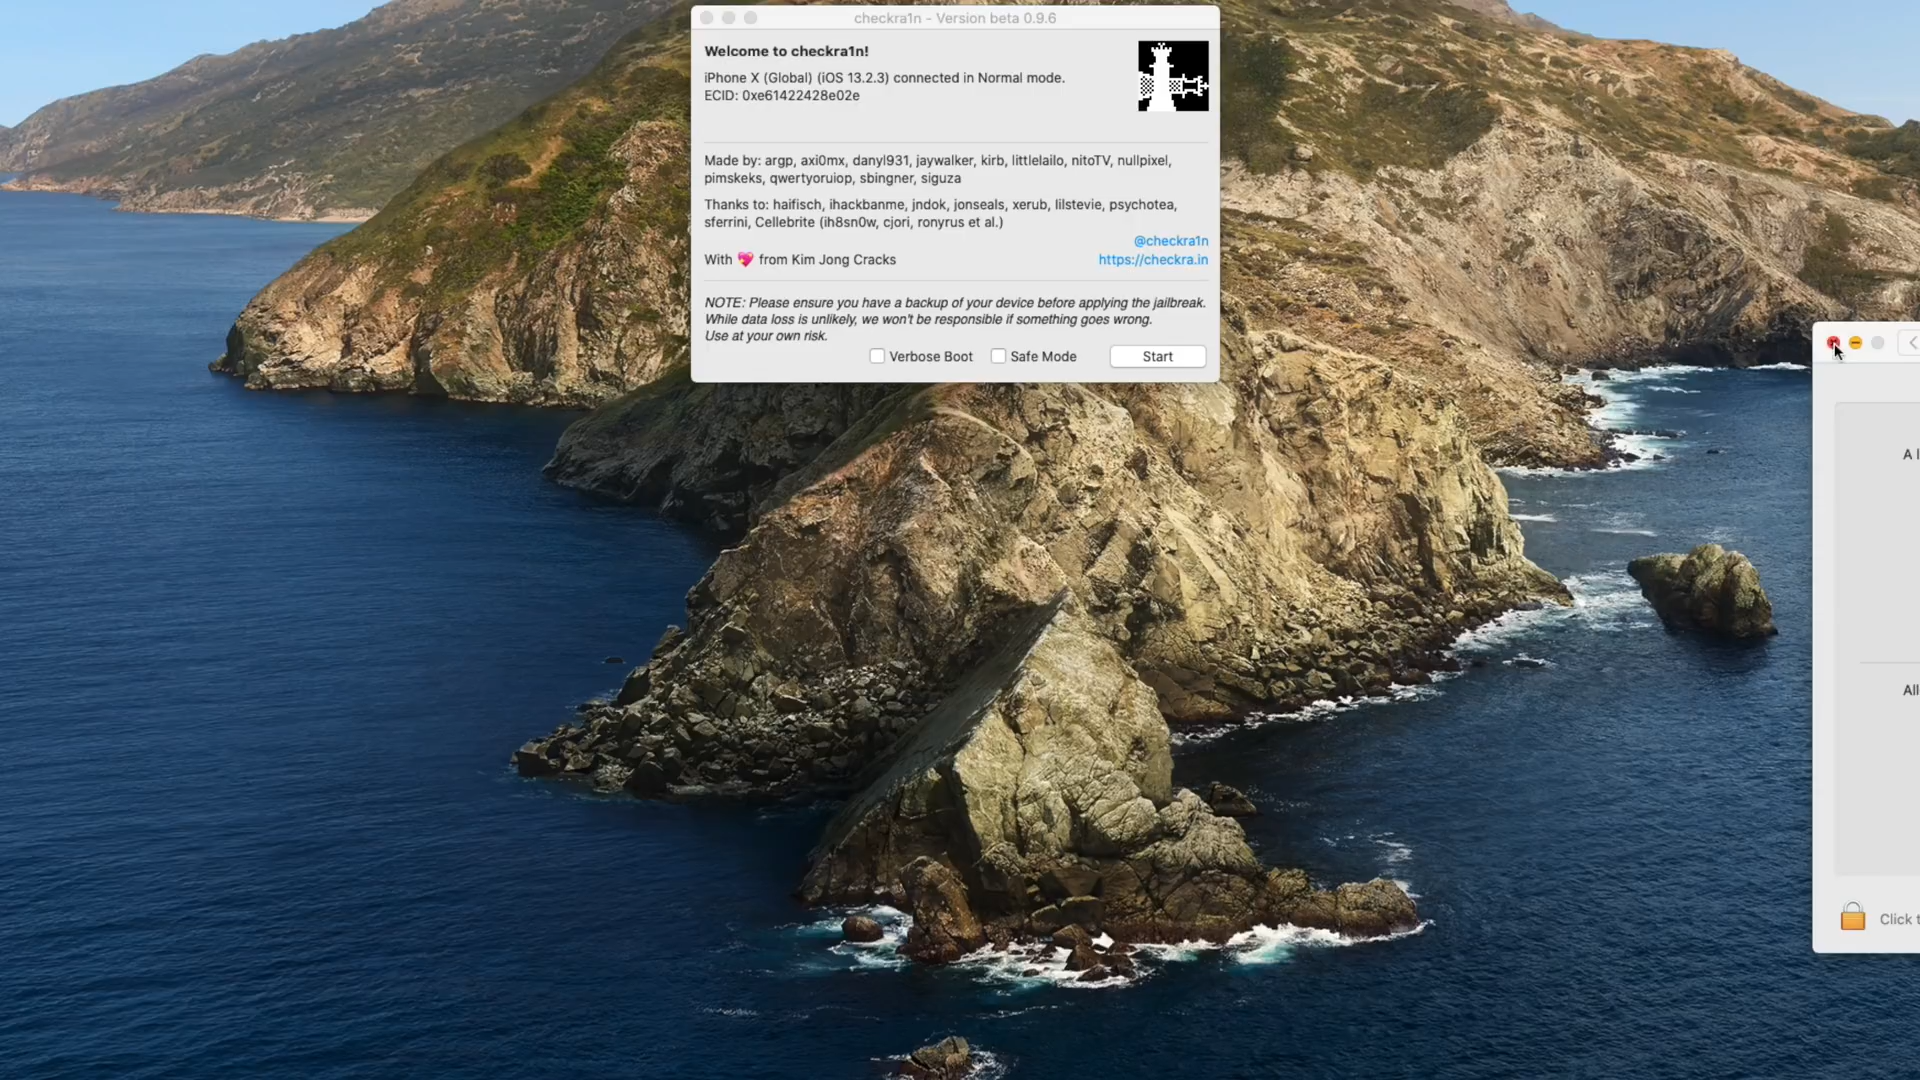 checkra1n - Version beta 0.9.6
Welcome to checkra1n!
iPhone X (Global) (iOS 13.2.3) connected in Normal mode.
ECID: 0xe61422428e02e
Made by: argp, axi0mx, danyl931, jaywalker, kirb, littlelailo, nitoTV, nullpixel,
pimskeks, qwertyoruiop, sbingner, siguza
Thanks to: haifisch, ihackbanme, jndok, jonseals, xerub, lilstevie, psychotea,
sferrini, Cellebrite (ih8sn0w, cjori, ronyrus et al.)
@checkra1n
With 💖 from Kim Jong Cracks
https://checkra.in
NOTE: Please ensure you have a backup of your device before applying the jailbreak.
While data loss is unlikely, we won't be responsible if something goes wrong.
Use at your own risk.
Verbose Boot
Safe Mode
Start
A l
All
Click t